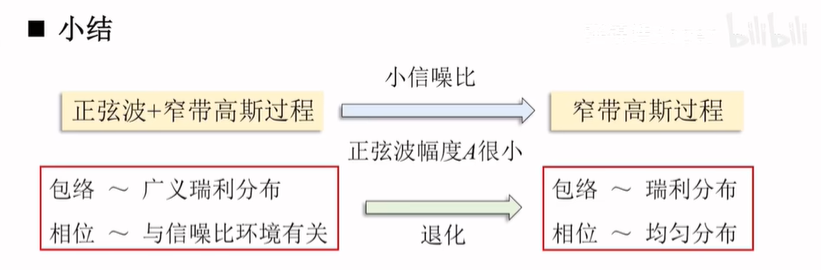 ■ 小结
bilibili
小信噪比
正弦波+窄带高斯过程
窄带高斯过程
正弦波幅度A很小
包络 ~ 广义瑞利分布
相位 ~ 与信噪比环境有关
退化
包络 ~ 瑞利分布
相位 ~ 均匀分布